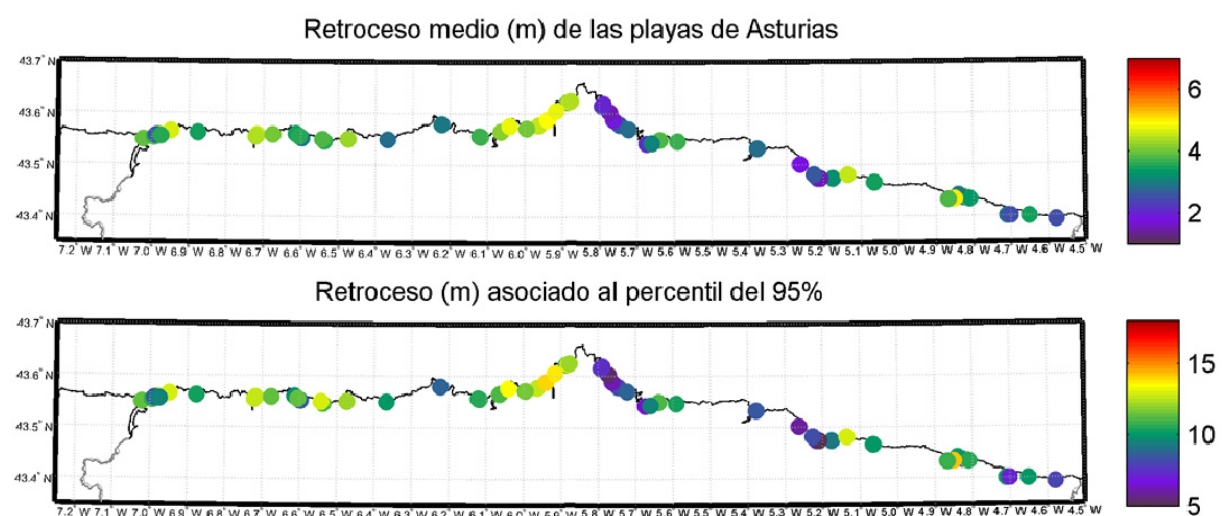 Retroceso medio (m) de las playas de Asturias
43.7° N
43.6° N
43.5° N
43.4° N
7.2° W 7.1° W 7.0° W 6.9° W 6.8° W 6.7° W 6.6° W 6.5° W 6.4° W 6.3° W 6.2° W 6.1° W 6.0° W 5.9° W 5.8° W 5.7° W 5.6° W 5.5° W 5.4° W 5.3° W 5.2° W 5.1° W 5.0° W 4.9° W 4.8° W 4.7° W 4.6° W 4.5° W
6
4
2
Retroceso (m) asociado al percentil del 95%
43.7° N
43.6° N
43.5° N
43.4° N
7.2° W 7.1° W 7.0° W 6.9° W 6.8° W 6.7° W 6.6° W 6.5° W 6.4° W 6.3° W 6.2° W 6.1° W 6.0° W 5.9° W 5.8° W 5.7° W 5.6° W 5.5° W 5.4° W 5.3° W 5.2° W 5.1° W 5.0° W 4.9° W 4.8° W 4.7° W 4.6° W 4.5° W
15
10
5